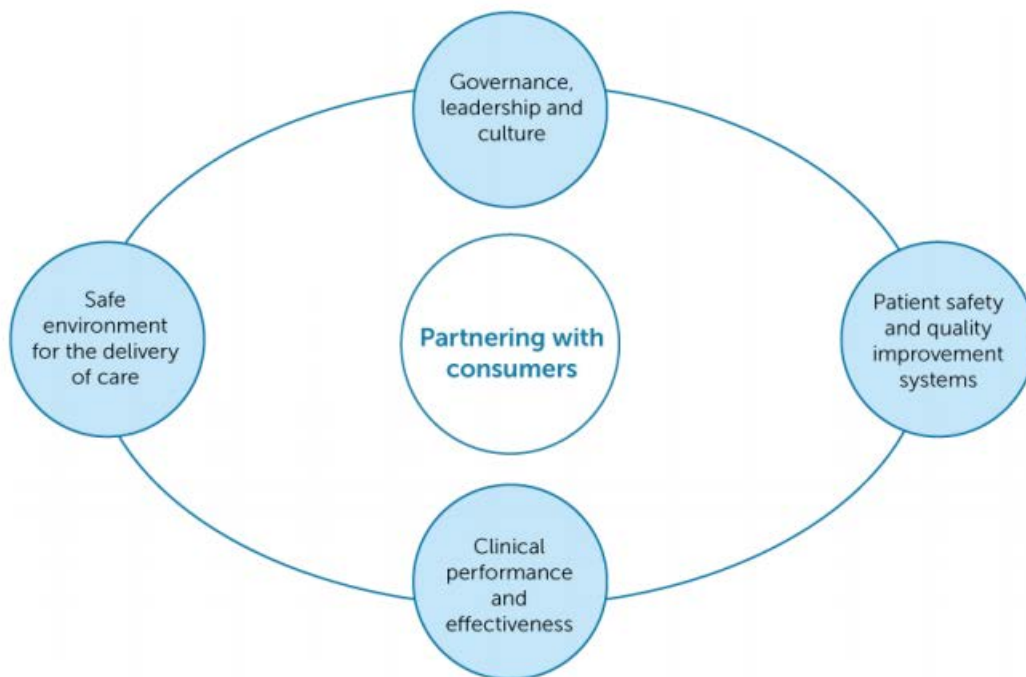 Governance,
leadership and
culture
Safe
environment
for the delivery
of care
Partnering with
consumers
Patient safety
and quality
improvement
systems
Clinical
performance
and
effectiveness